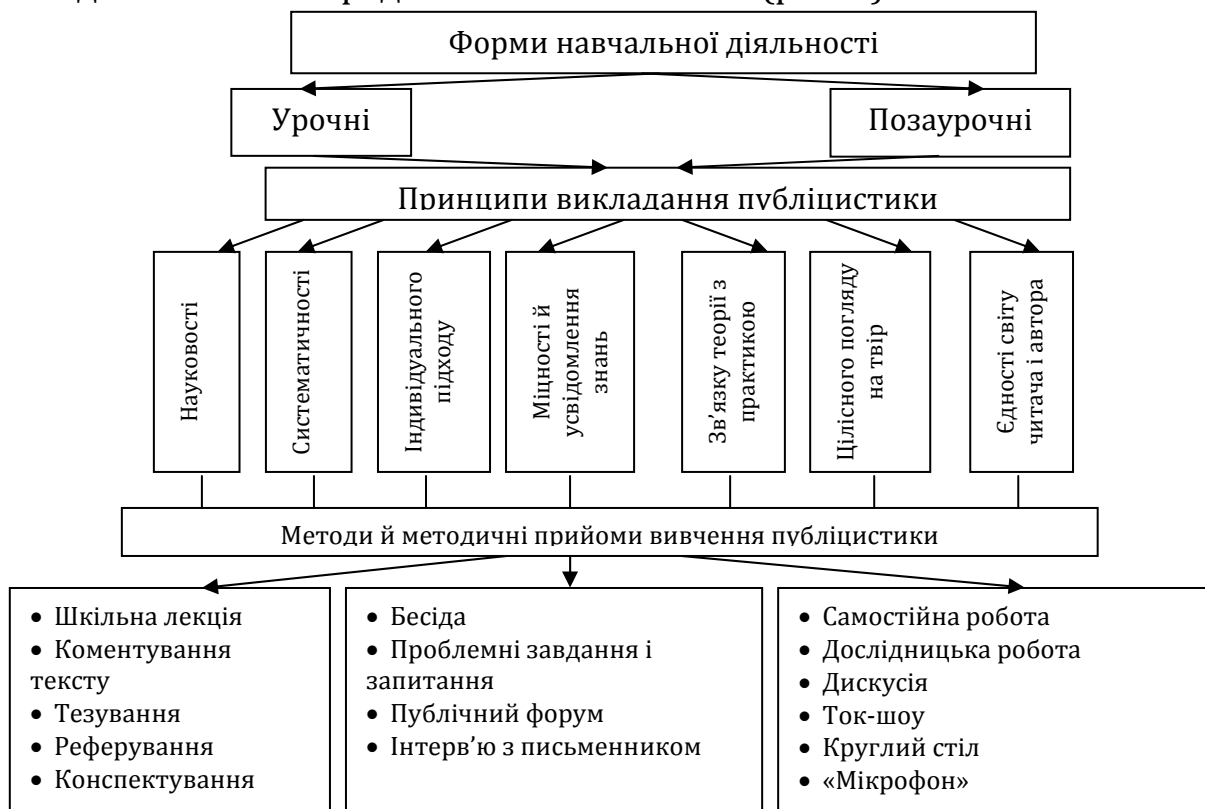 Форми навчальної діяльності
Урочні
Позаурочні
Принципи викладання публіцистики
Науковості
Систематичності
Індивідуального
підходу
Міцності й
усвідомлення
знань
Зв’язку теорії з
практикою
Цілісного погляду
на твір
Єдності світу
читача і автора
Методи й методичні прийоми вивчення публіцистики
• Шкільна лекція
• Коментування
тексту
• Тезування
• Реферування
• Конспектування
• Бесіда
• Проблемні завдання і
запитання
• Публічний форум
• Інтерв’ю з письменником
• Самостійна робота
• Дослідницька робота
• Дискусія
• Ток-шоу
• Круглий стіл
• «Мікрофон»